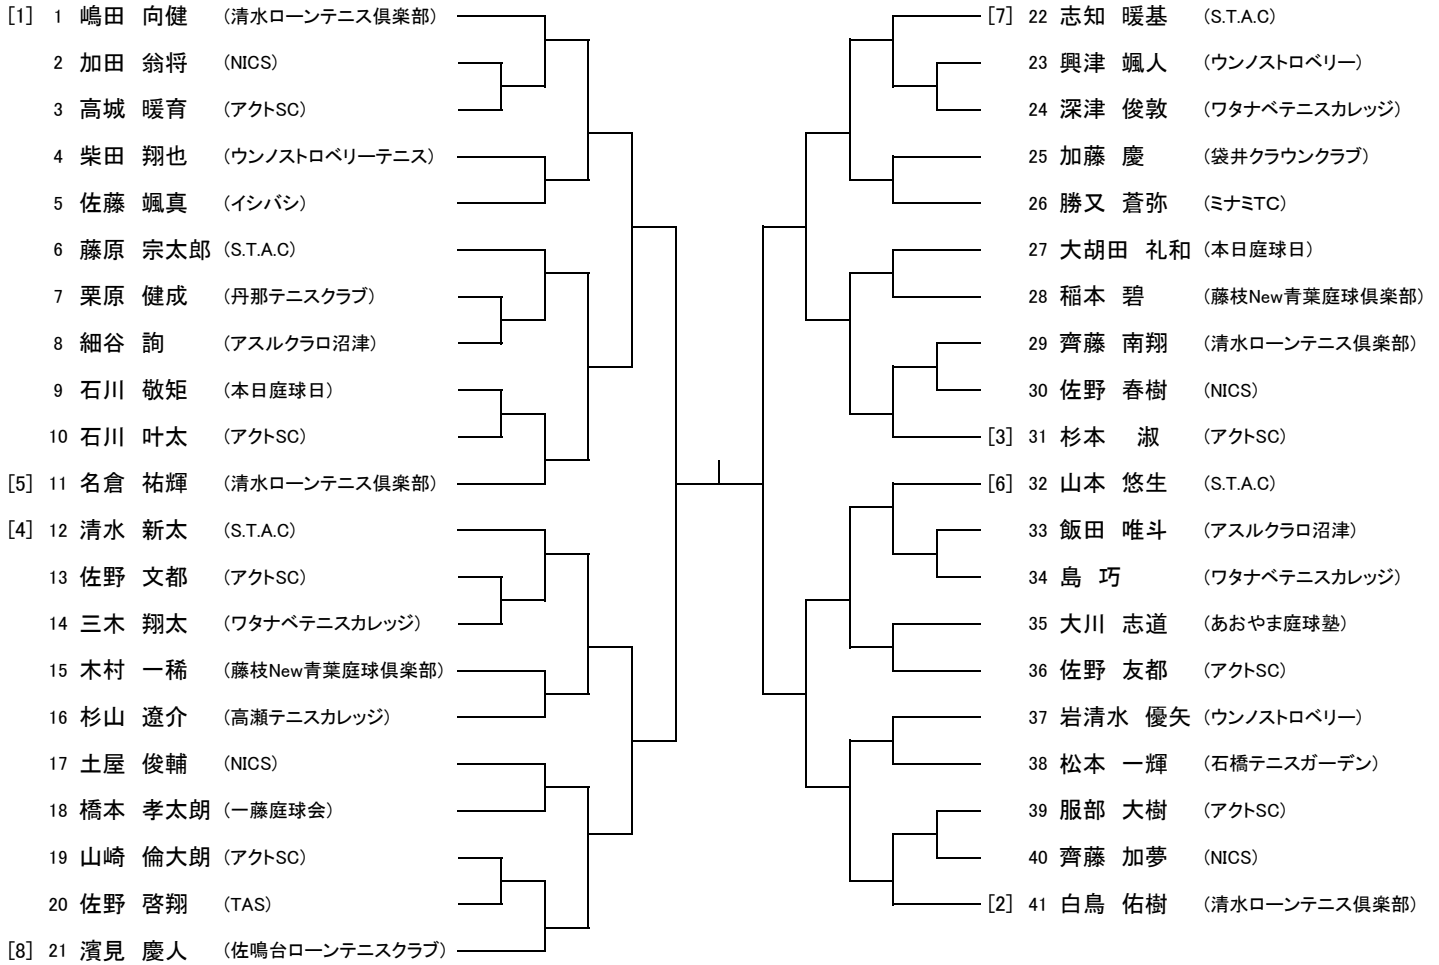 [1] 1 嶋田 向健 (清水ローンテニス倶楽部)
2 加田 翁将 (NICS)
3 高城 暖育 (アクトSC)
4 柴田 翔也 (ウンノストロベリーテニス)
5 佐藤 颯真 (イシバシ)
6 藤原 宗太郎 (S.T.A.C)
7 栗原 健成 (丹那テニスクラブ)
8 細谷 詢 (アスルクラロ沼津)
9 石川 敬矩 (本日庭球日)
10 石川 叶太 (アクトSC)
[5] 11 名倉 祐輝 (清水ローンテニス倶楽部)
[4] 12 清水 新太 (S.T.A.C)
13 佐野 文都 (アクトSC)
14 三木 翔太 (ワタナベテニスカレッジ)
15 木村 一稀 (藤枝New青葉庭球倶楽部)
16 杉山 遼介 (高瀬テニスカレッジ)
17 土屋 俊輔 (NICS)
18 橋本 孝太朗 (一藤庭球会)
19 山崎 倫大朗 (アクトSC)
20 佐野 啓翔 (TAS)
[8] 21 濱見 慶人 (佐鳴台ローンテニスクラブ)
[7] 22 志知 暖基 (S.T.A.C)
23 興津 颯人 (ウンノストロベリー)
24 深津 俊敦 (ワタナベテニスカレッジ)
25 加藤 慶 (袋井クラウンクラブ)
26 勝又 蒼弥 (ミナミTC)
27 大胡田 礼和 (本日庭球日)
28 稲本 碧 (藤枝New青葉庭球倶楽部)
29 齊藤 南翔 (清水ローンテニス倶楽部)
30 佐野 春樹 (NICS)
[3] 31 杉本 淑 (アクトSC)
[6] 32 山本 悠生 (S.T.A.C)
33 飯田 唯斗 (アスルクラロ沼津)
34 島 巧 (ワタナベテニスカレッジ)
35 大川 志道 (あおやま庭球塾)
36 佐野 友都 (アクトSC)
37 岩清水 優矢 (ウンノストロベリー)
38 松本 一輝 (石橋テニスガーデン)
39 服部 大樹 (アクトSC)
40 齊藤 加夢 (NICS)
[2] 41 白鳥 佑樹 (清水ローンテニス倶楽部)